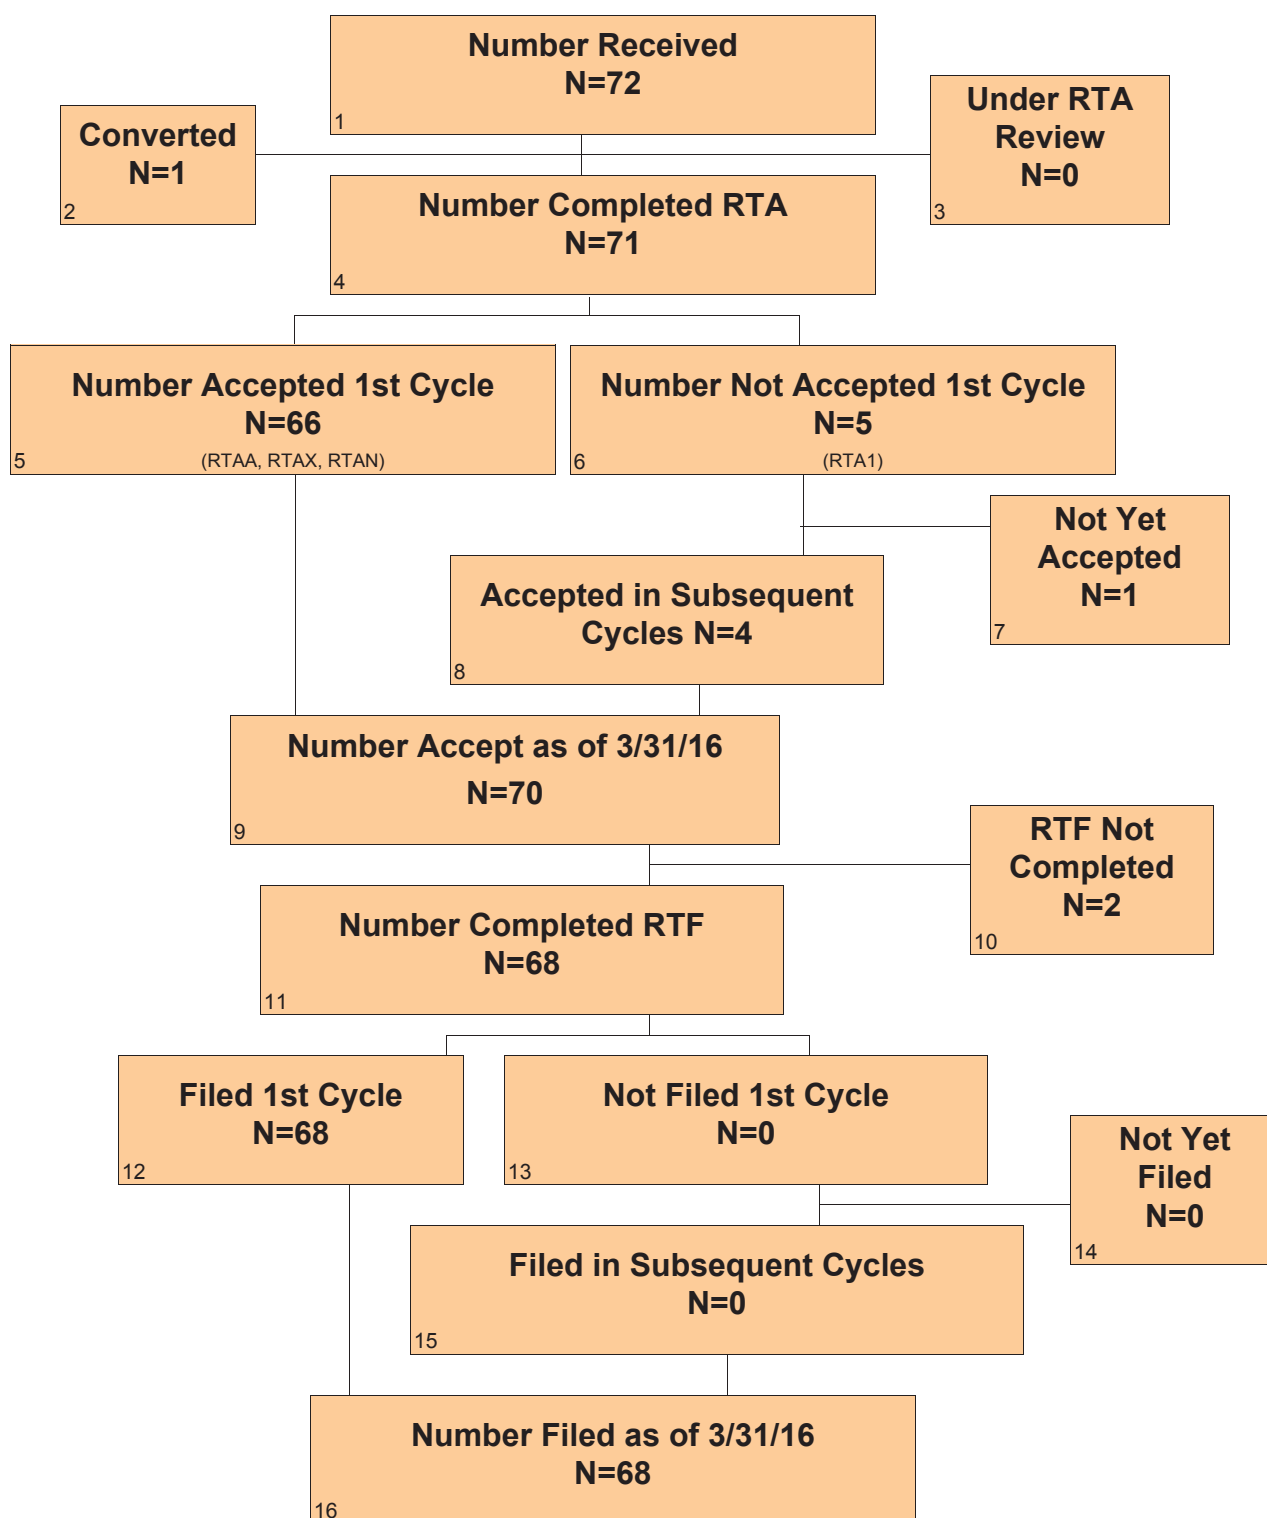 Number Received
N=72
1
Converted
N=1
2
Under RTA
Review
N=0
3
Number Completed RTA
N=71
4
Number Accepted 1st Cycle
N=66
(RTAA, RTAX, RTAN)
5
Number Not Accepted 1st Cycle
N=5
(RTA1)
6
Not Yet
Accepted
N=1
7
Accepted in Subsequent
Cycles N=4
8
Number Accept as of 3/31/16
N=70
9
RTF Not
Completed
N=2
10
Number Completed RTF
N=68
11
Filed 1st Cycle
N=68
12
Not Filed 1st Cycle
N=0
13
Not Yet
Filed
N=0
14
Filed in Subsequent Cycles
N=0
15
Number Filed as of 3/31/16
N=68
16